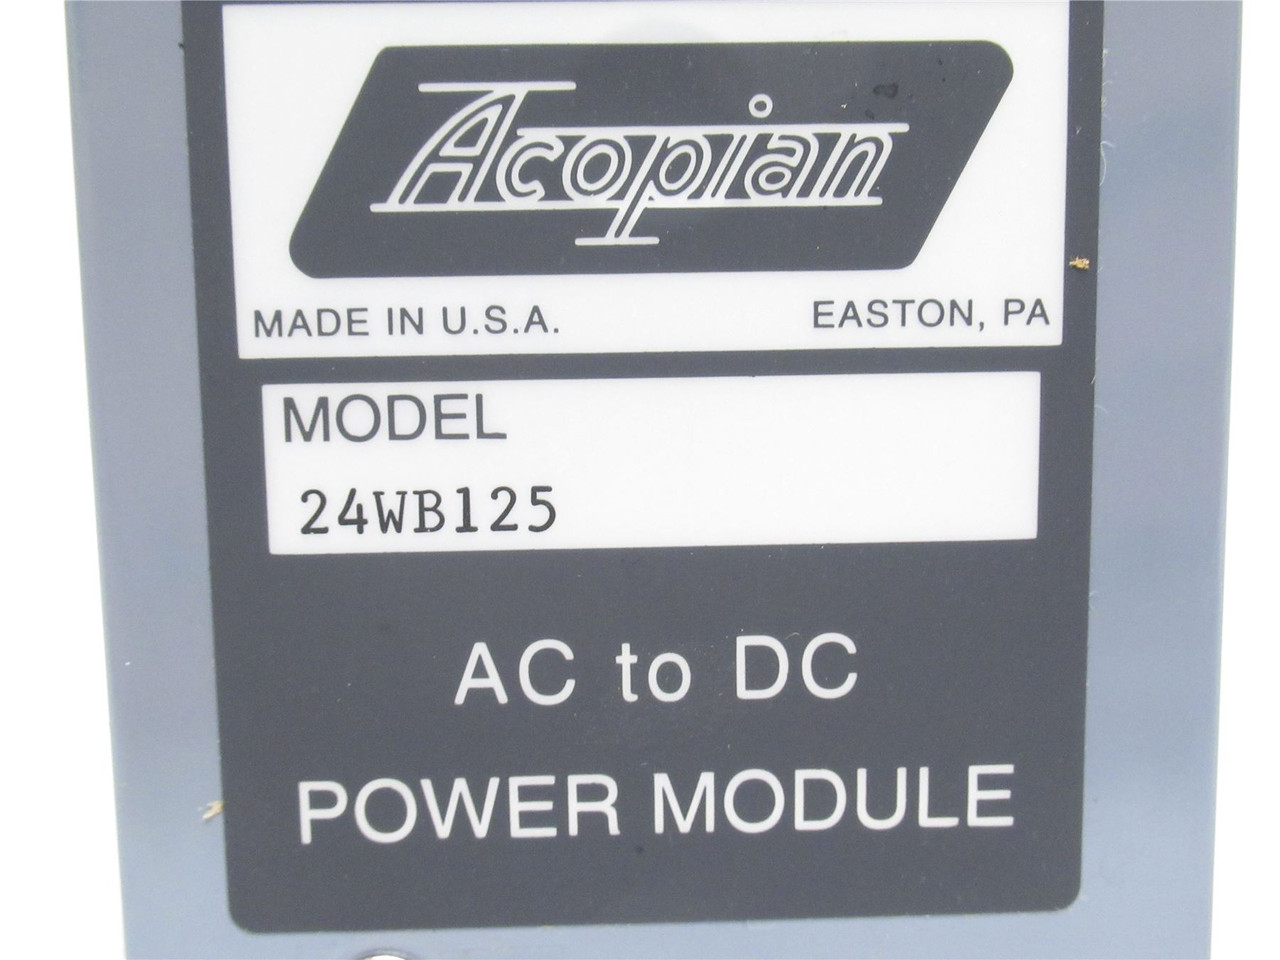 Acopian
MADE IN U.S.A. EASTON, PA
MODEL
24WB125
AC to DC
POWER MODULE